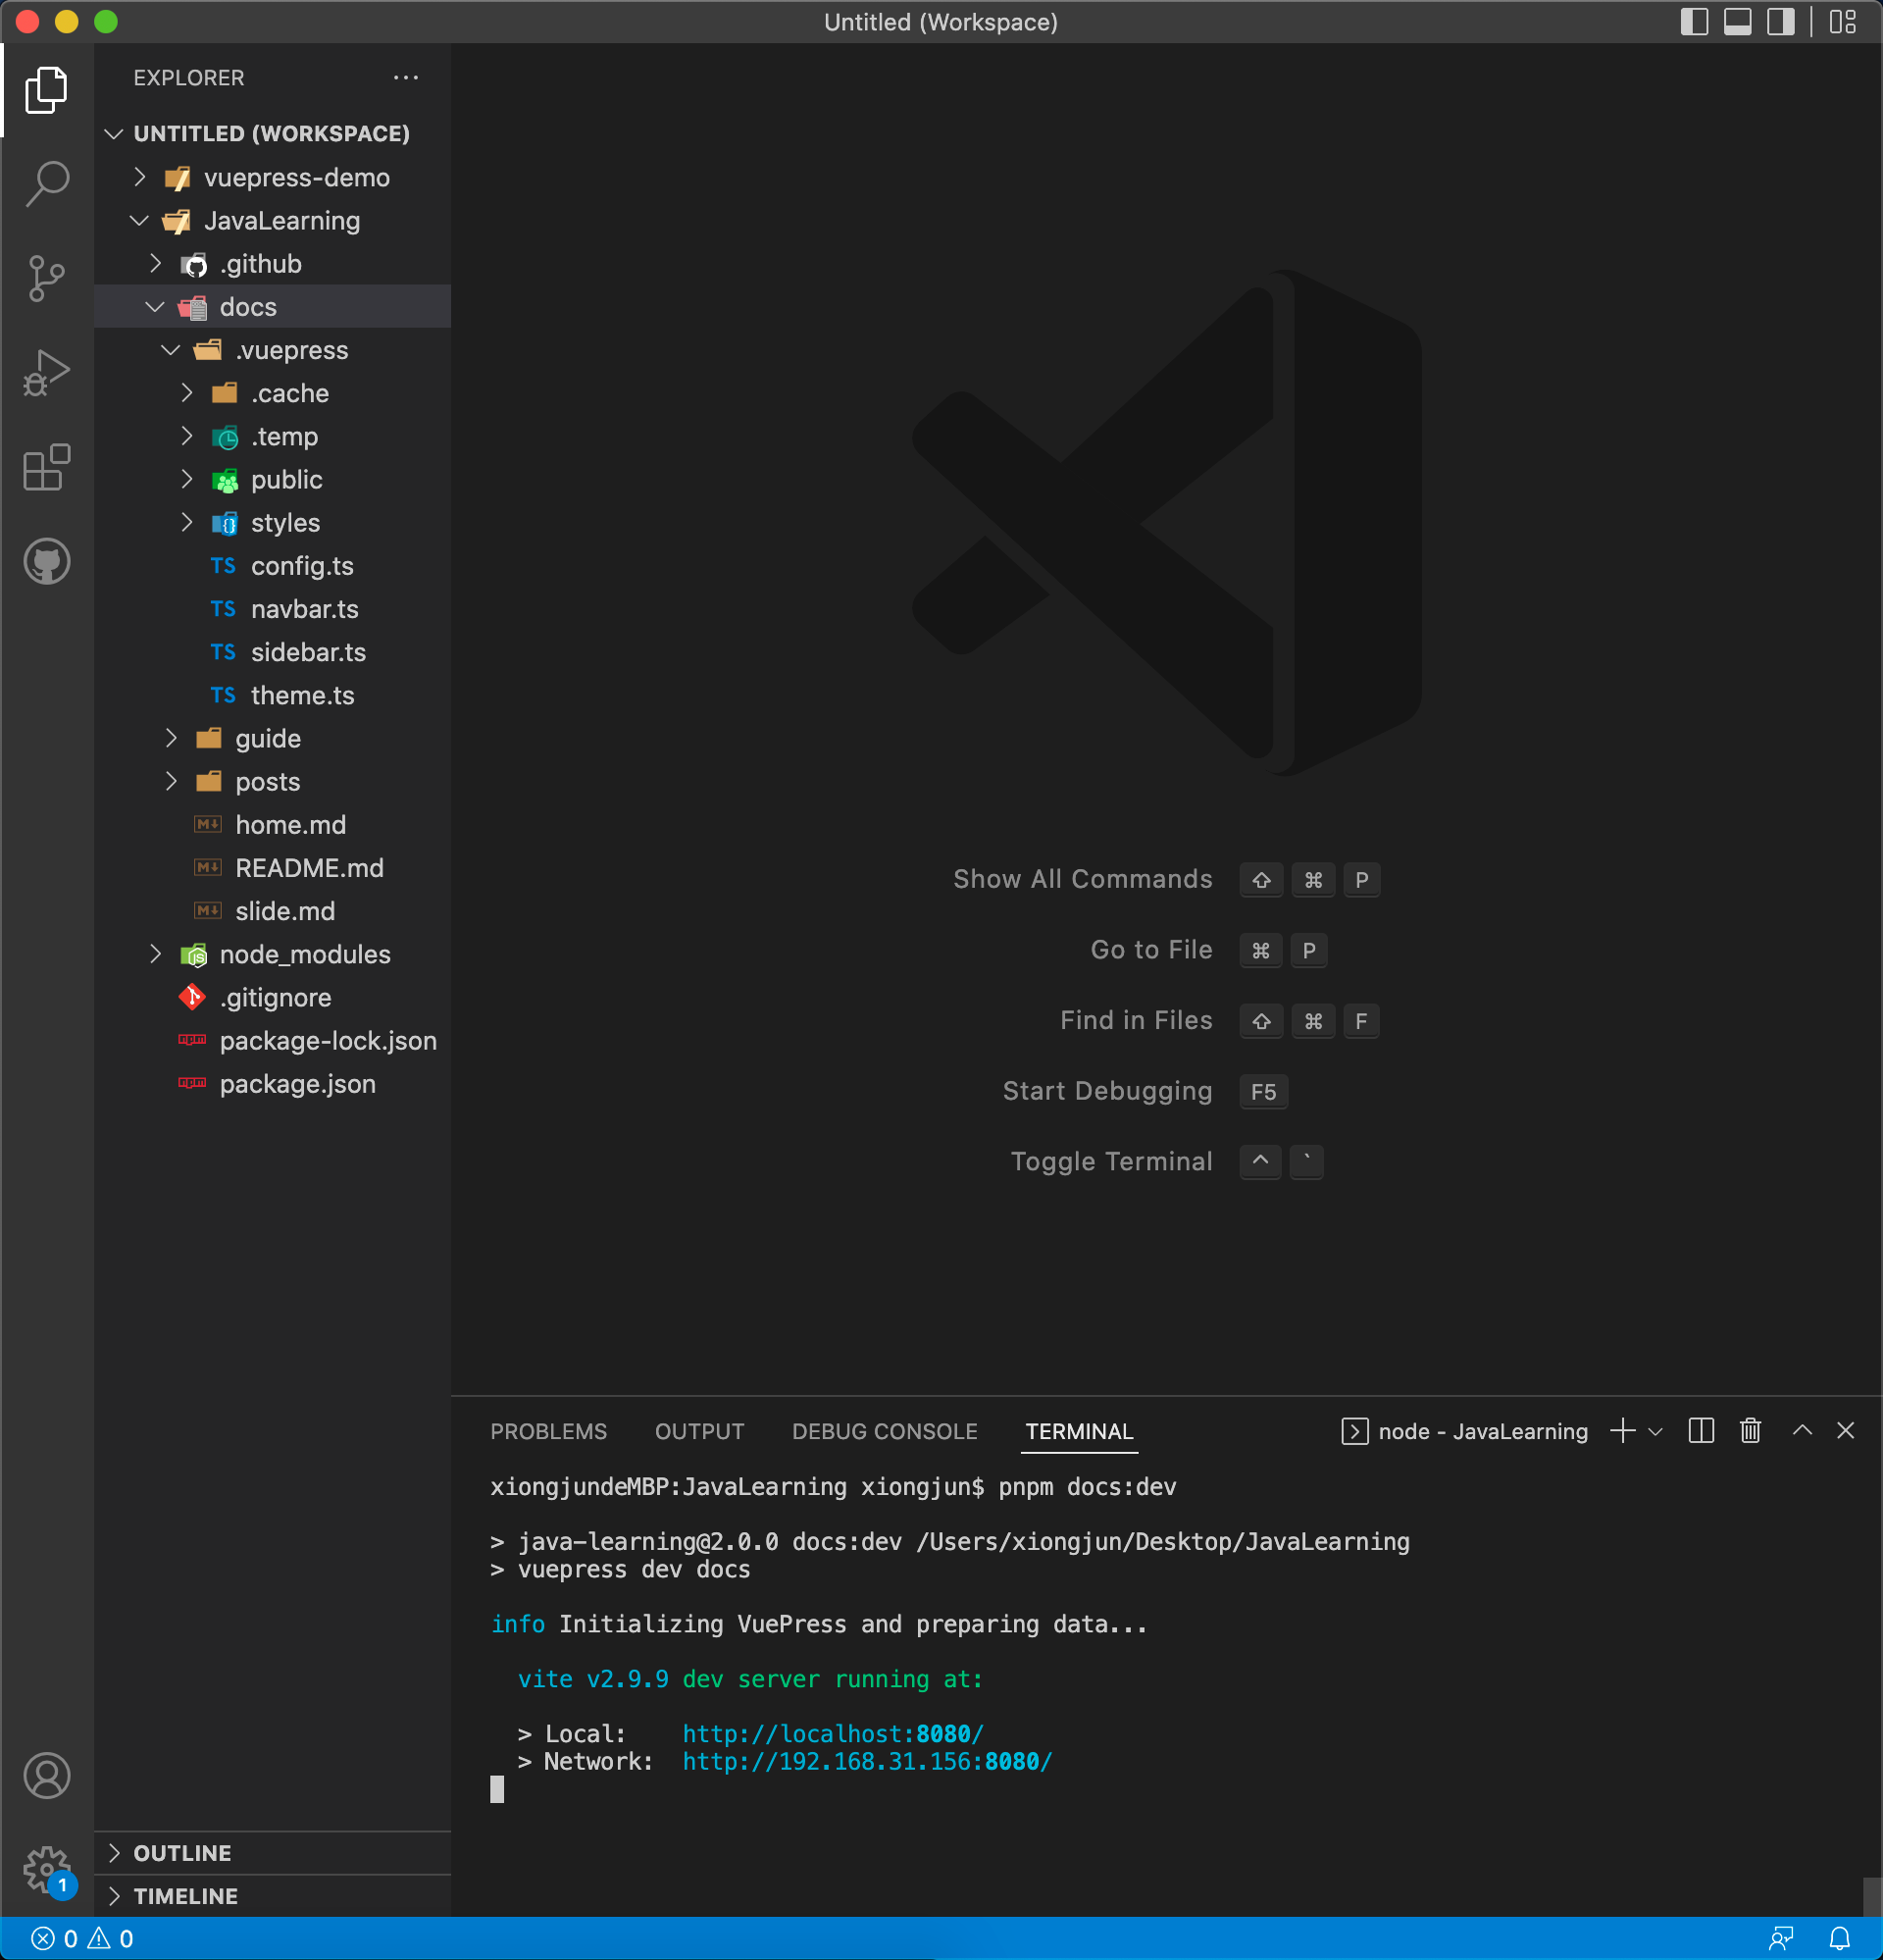 Untitled (Workspace)
EXPLORER
UNTITLED (WORKSPACE)
vuepress-demo
JavaLearning
.github
docs
.vuepress
.cache
.temp
public
styles
TS config.ts
TS navbar.ts
TS sidebar.ts
TS theme.ts
guide
posts
home.md
README.md
slide.md
node_modules
.gitignore
package-lock.json
package.json
OUTLINE
TIMELINE
1
Show All Commands ⇧ ⌘ P
Go to File ⌘ P
Find in Files ⇧ ⌘ F
Start Debugging F5
Toggle Terminal ^ `
PROBLEMS OUTPUT DEBUG CONSOLE TERMINAL node - JavaLearning
xiongjundeMBP:JavaLearning xiongjun$ pnpm docs:dev
> java-learning@2.0.0 docs:dev /Users/xiongjun/Desktop/JavaLearning
> vuepress dev docs
info Initializing VuePress and preparing data...
vite v2.9.9 dev server running at:
> Local: http://localhost:8080/
> Network: http://192.168.31.156:8080/
0 0